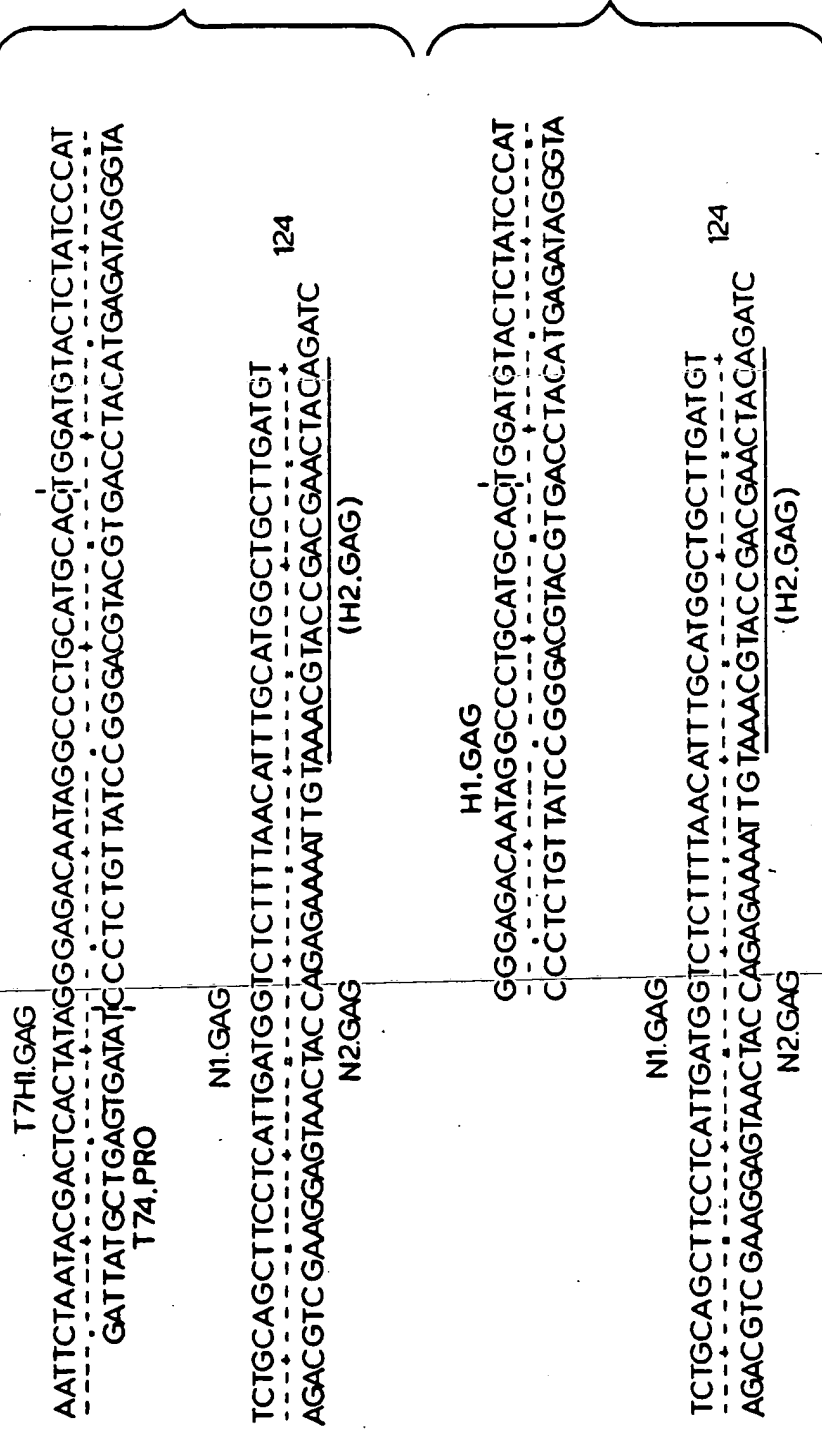 T7H1.GAG
AATTCTAATACGACTCACTATAGGGAGACAATAGGCCCTGCATGCACTGGATGTACTCTATCCCAT
GATTATGCTGAGTGATATCCCTCTGTTATCCGGGACGTACGTGACCTACATGAGATAGGGTA
T74.PRO
N1.GAG
TCTGCAGCTTCCTCATTGATGGTCTCTTTTAACATTTGCATGGCTGCTTGATGT
124
AGACGTCGAAGGAGTAACTACCAGAGAAAATTGTAAACGTACCGACGAACTACAGATC
N2.GAG (H2.GAG)
H1.GAG
GGGAGACAATAGGCCCTGCATGCACTGGATGTACTCTATCCCAT
CCCTCTGTTATCCGGGACGTACGTGACCTACATGAGATAGGGTA
N1.GAG
TCTGCAGCTTCCTCATTGATGGTCTCTTTTAACATTTGCATGGCTGCTTGATGT
124
AGACGTCGAAGGAGTAACTACCAGAGAAAATTGTAAACGTACCGACGAACTACAGATC
N2.GAG (H2.GAG)